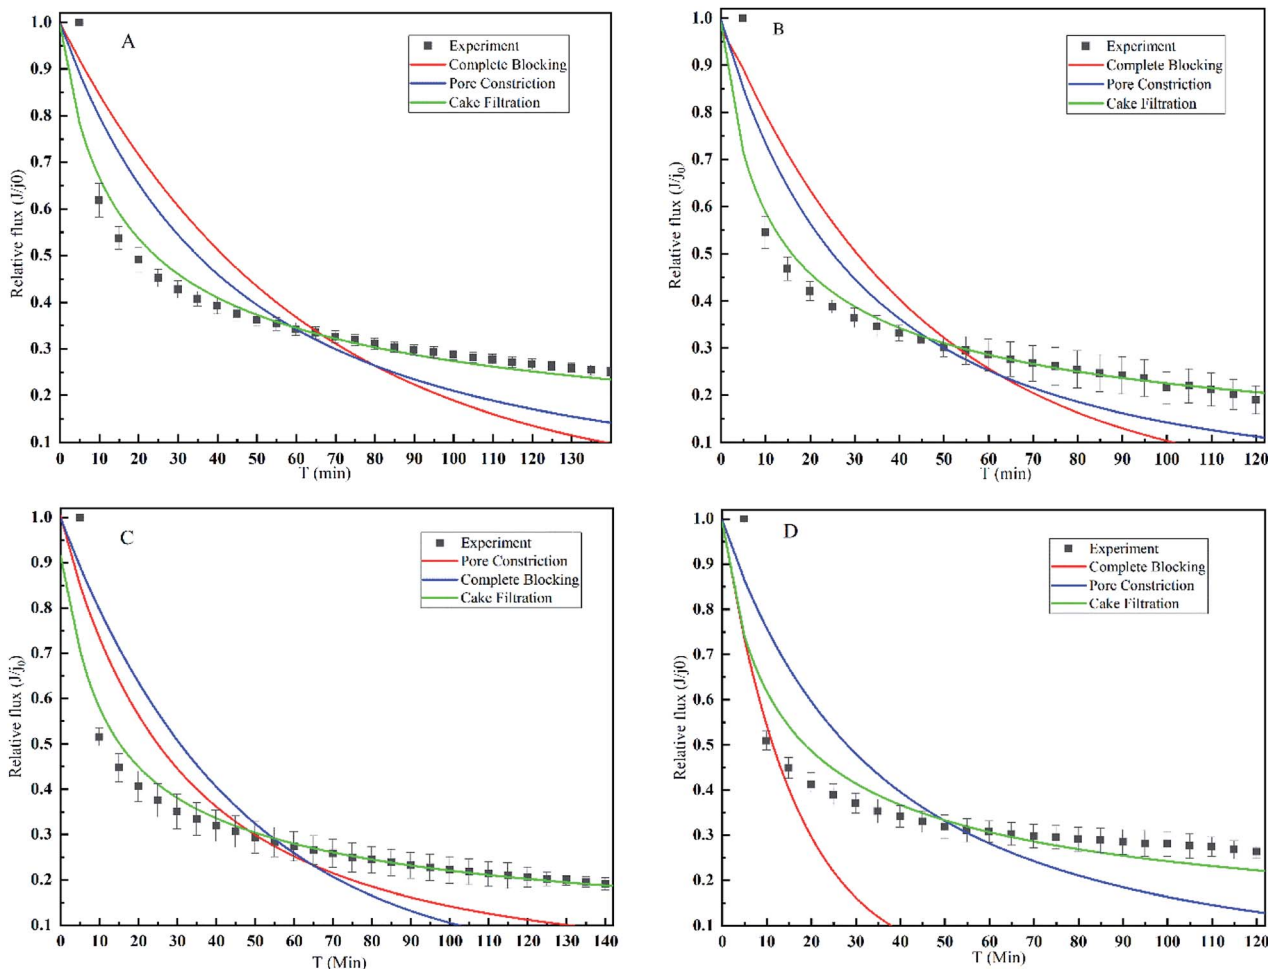 A
Experiment
Complete Blocking
Pore Constriction
Cake Filtration
Relative flux (J/j0)
1.0
0.9
0.8
0.7
0.6
0.5
0.4
0.3
0.2
0.1
0 10 20 30 40 50 60 70 80 90 100 110 120 130
T (min)
B
Experiment
Complete Blocking
Pore Constriction
Cake Filtration
Relative flux (J/j₀)
1.0
0.9
0.8
0.7
0.6
0.5
0.4
0.3
0.2
0.1
0 10 20 30 40 50 60 70 80 90 100 110 120
T (min)
C
Experiment
Pore Constriction
Complete Blocking
Cake Filtration
Relative flux (J/j₀)
1.0
0.9
0.8
0.7
0.6
0.5
0.4
0.3
0.2
0.1
0 10 20 30 40 50 60 70 80 90 100 110 120 130 140
T (Min)
D
Experiment
Complete Blocking
Pore Constriction
Cake Filtration
Relative flux (J/j0)
1.0
0.9
0.8
0.7
0.6
0.5
0.4
0.3
0.2
0.1
0 10 20 30 40 50 60 70 80 90 100 110 120
T (Min)